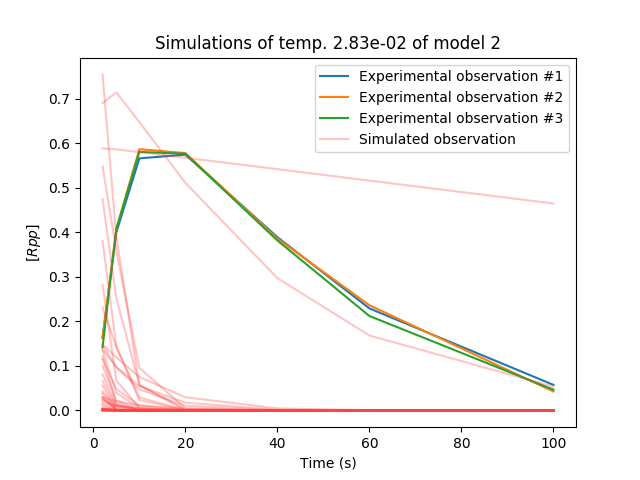 Simulations of temp. 2.83e-02 of model 2
Experimental observation #1
Experimental observation #2
Experimental observation #3
Simulated observation
[Rpp]
0.7
0.6
0.5
0.4
0.3
0.2
0.1
0.0
0 20 40 60 80 100
Time (s)